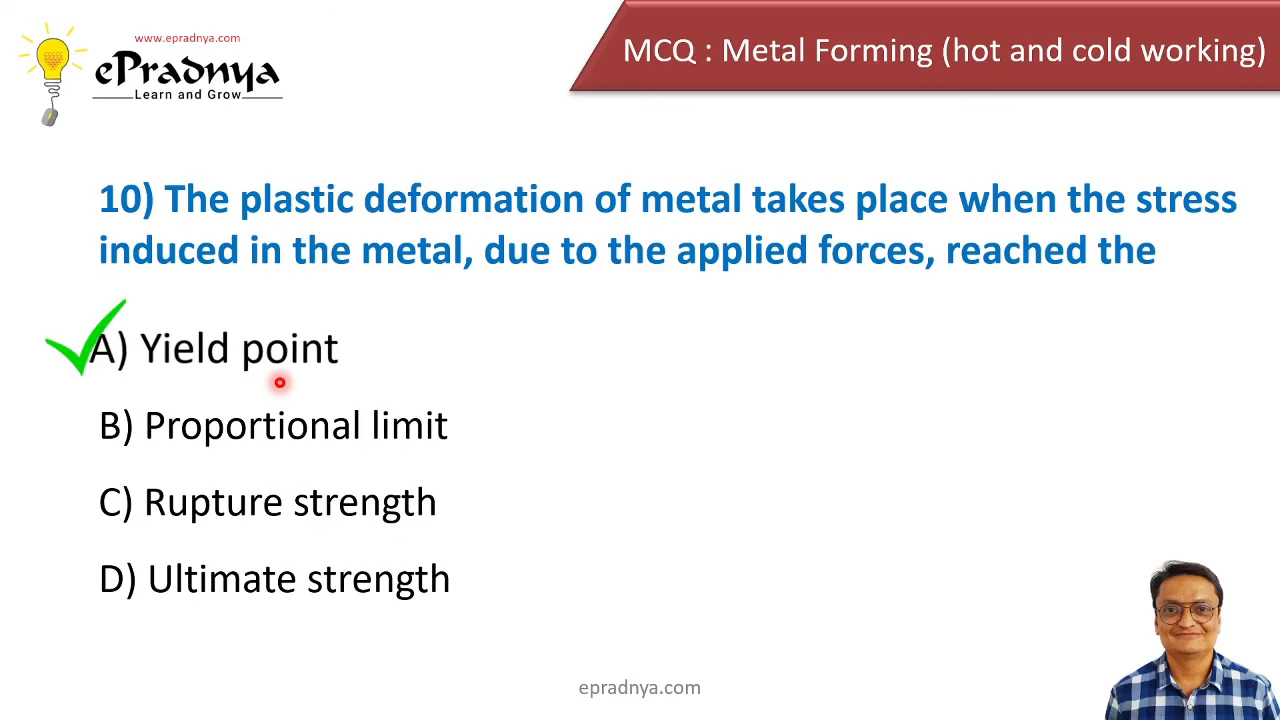 www.epradnya.com
ePradnya
Learn and Grow
MCQ : Metal Forming (hot and cold working)
10) The plastic deformation of metal takes place when the stress
induced in the metal, due to the applied forces, reached the
A) Yield point
B) Proportional limit
C) Rupture strength
D) Ultimate strength
epradnya.com